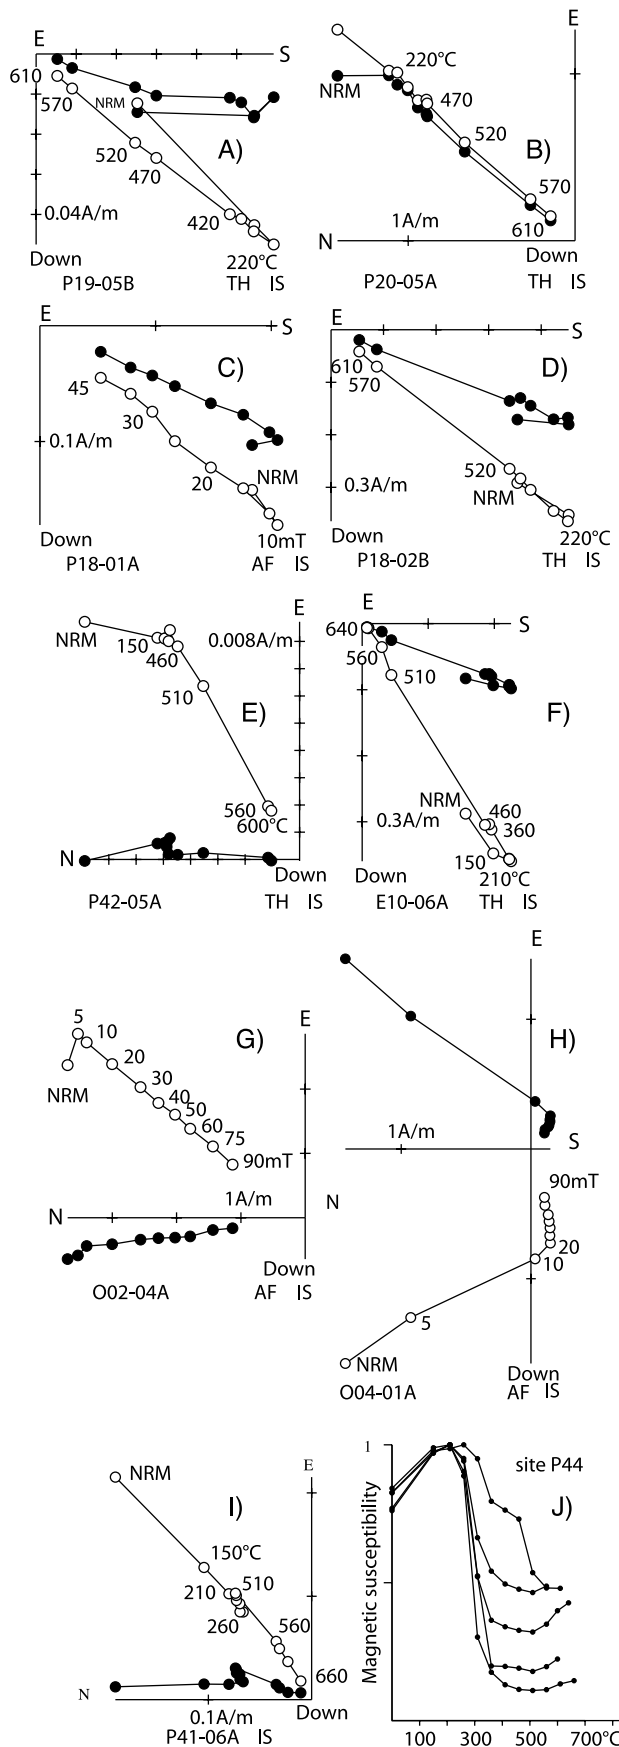 E
S
610
570
NRM
A)
520
470
420
0.04A/m
Down
220°C
P19-05B TH IS
E
220°C
NRM
470
520
B)
570
1A/m
610
N
Down
P20-05A TH IS
E
S
C)
45
30
0.1A/m
20
NRM
Down
10mT
P18-01A AF IS
E
S
610
570
D)
520
NRM
0.3A/m
Down
220°C
P18-02B TH IS
E
NRM
150
0.008A/m
460
510
E)
560
600°C
N
Down
P42-05A TH IS
E
S
640
560
510
F)
NRM
0.3A/m
460
360
150
Down
210°C
E10-06A TH IS
E
5
10
G)
20
NRM
30
40
50
60
75
90mT
1A/m
N
Down
O02-04A AF IS
E
H)
1A/m
S
N
90mT
20
10
5
NRM
Down
O04-01A AF IS
E
NRM
I)
150°C
210
510
260
560
660
N
0.1A/m
Down
P41-06A IS
1
site P44
J)
Magnetic susceptibility
100 300 500 700°C